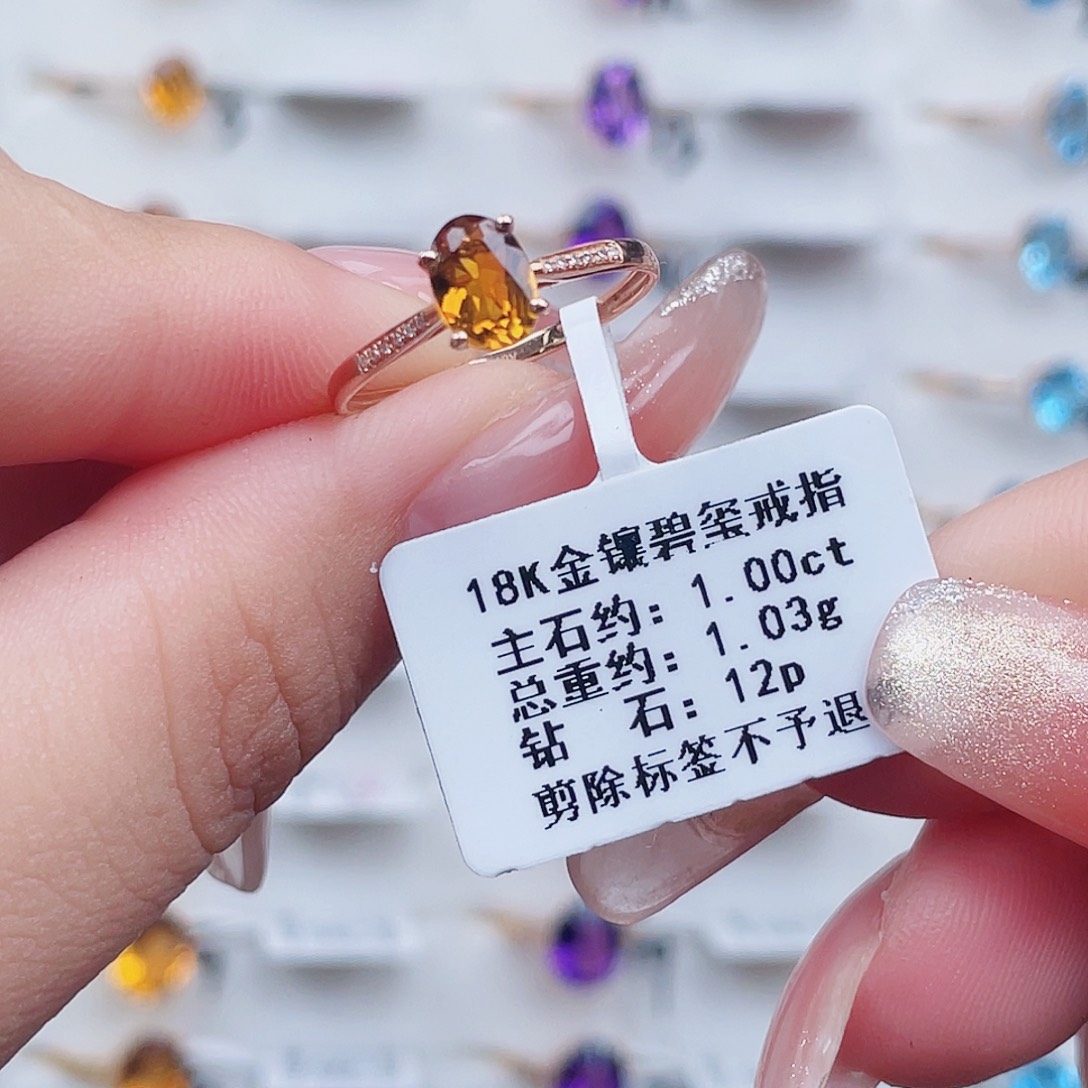 18K金镶碧玺戒指
主石约: 1.00ct
总重约: 1.03g
钻 石: 12p
剪除标签不予退